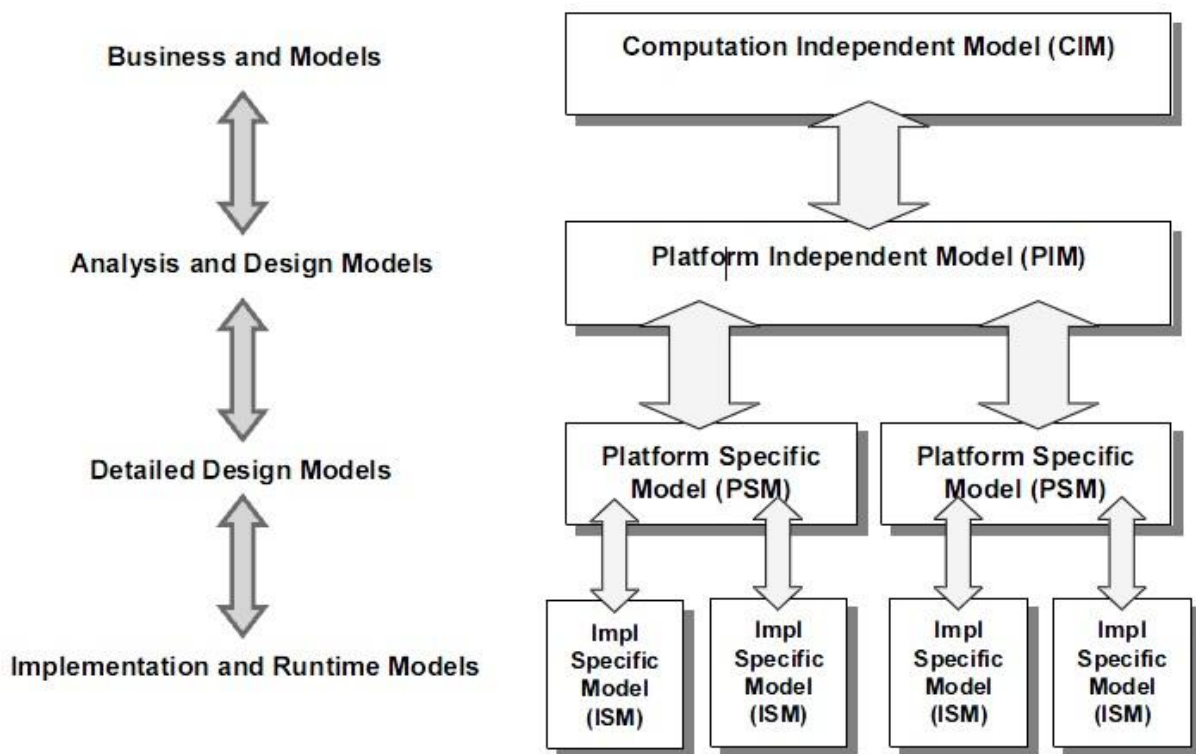 Business and Models
Computation Independent Model (CIM)
Analysis and Design Models
Platform Independent Model (PIM)
Detailed Design Models
Platform Specific
Model (PSM)
Platform Specific
Model (PSM)
Implementation and Runtime Models
Impl
Specific
Model
(ISM)
Impl
Specific
Model
(ISM)
Impl
Specific
Model
(ISM)
Impl
Specific
Model
(ISM)